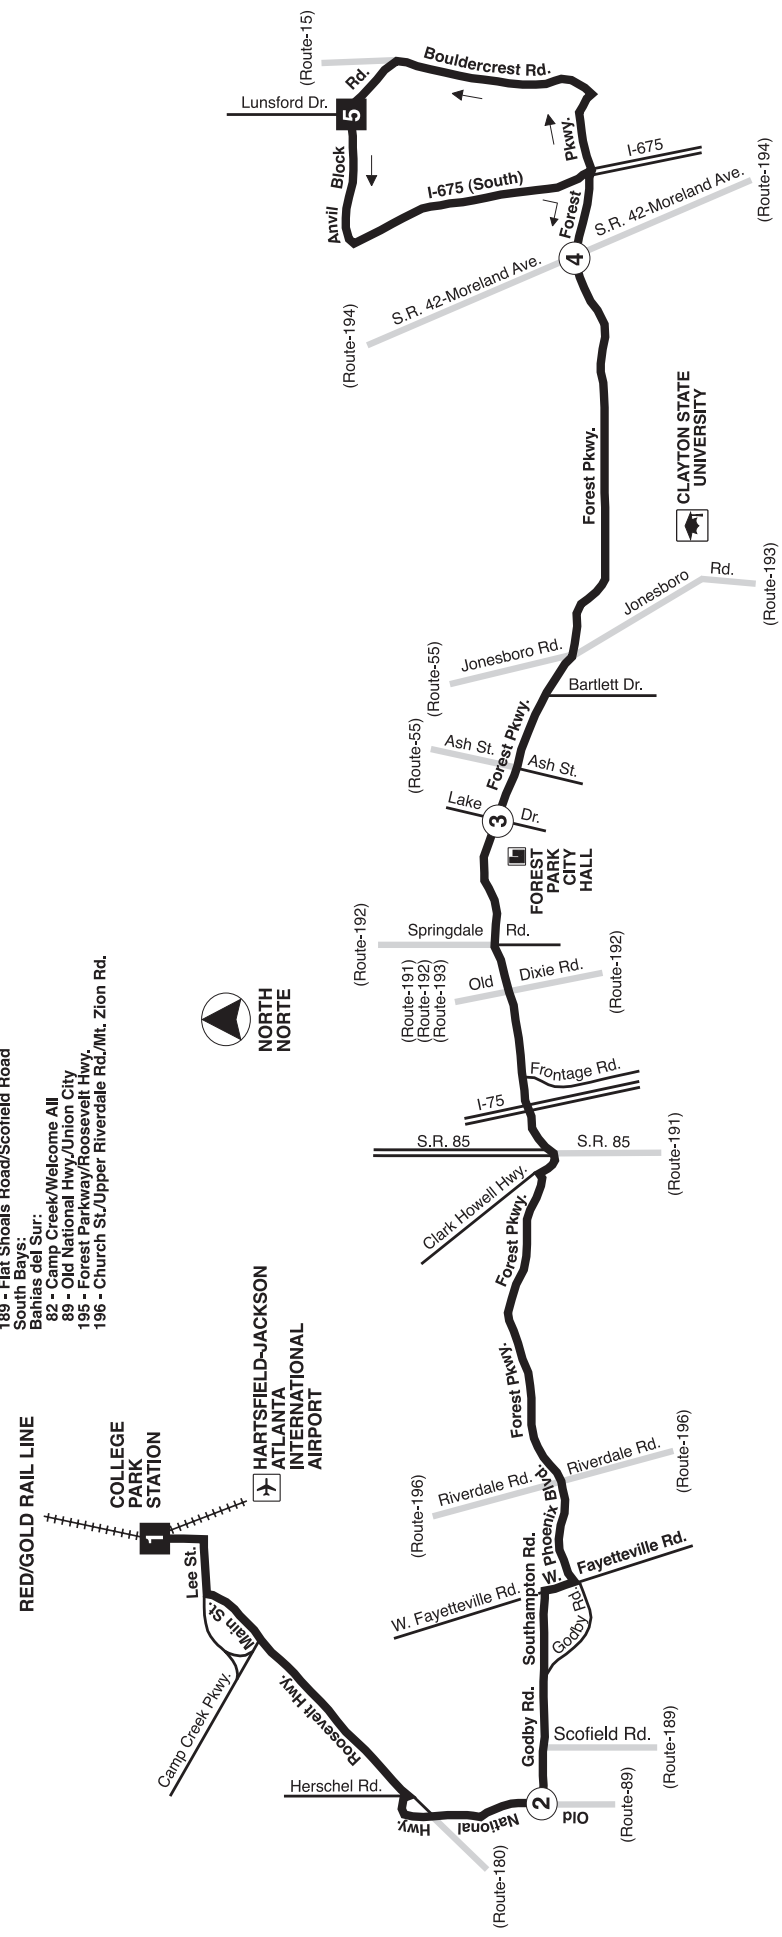 189 - Flat Shoals Road/Scofield Road
South Bays:
Bahias del Sur:
82 - Camp Creek/Welcome All
89 - Old National Hwy./Union City
195 - Forest Parkway/Roosevelt Hwy.
196 - Church St./Upper Riverdale Rd./Mt. Zion Rd.
RED/GOLD RAIL LINE
COLLEGE
PARK
STATION
1
HARTSFIELD-JACKSON
ATLANTA
INTERNATIONAL
AIRPORT
NORTH
NORTE
Lee St.
Main St.
Camp Creek Pkwy.
Roosevelt Hwy.
Herschel Rd.
(Route-180)
Old
National
Hwy.
2
(Route-89)
Godby Rd.
Scofield Rd.
(Route-189)
Southampton Rd.
Godby Rd.
W. Fayetteville Rd.
W. Fayetteville Rd.
Phoenix Blvd.
(Route-196)
Riverdale Rd.
Riverdale Rd.
(Route-196)
Forest Pkwy.
Forest Pkwy.
Clark Howell Hwy.
S.R. 85
S.R. 85
(Route-191)
I-75
Frontage Rd.
(Route-191)
(Route-192)
(Route-193)
Old
Dixie Rd.
(Route-192)
(Route-192)
Springdale
Rd.
FOREST
PARK
CITY
HALL
3
Lake
Dr.
(Route-55)
Ash St.
Ash St.
Forest Pkwy.
Bartlett Dr.
(Route-55)
Jonesboro Rd.
Jonesboro
Rd.
(Route-193)
CLAYTON STATE
UNIVERSITY
Forest Pkwy.
4
(Route-194)
S.R. 42-Moreland Ave.
S.R. 42-Moreland Ave.
(Route-194)
Forest
Pkwy.
I-675
I-675 (South)
Anvil
Block
Rd.
5
Lunsford Dr.
(Route-15)
Bouldercrest Rd.